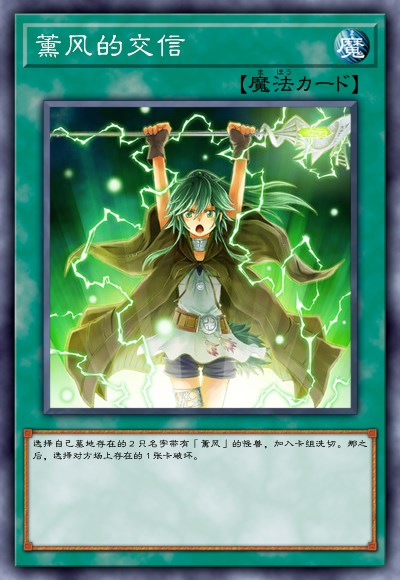 薰风的交信
魔
【魔法カード】
ま ほう
选择自己墓地存在的２只名字带有「薰风」的怪兽，加入卡组洗切。那之
后，选择对方场上存在的１张卡破坏。